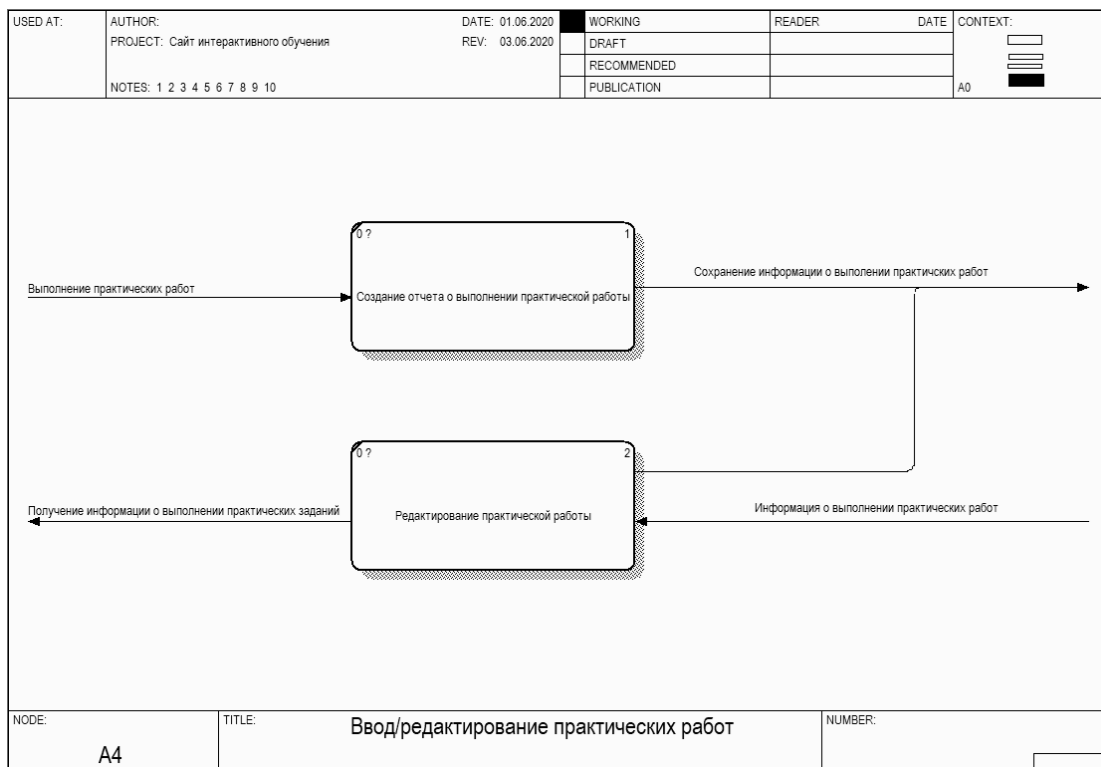 USED AT:
AUTHOR:
DATE: 01.06.2020
WORKING
READER
DATE
CONTEXT:
PROJECT: Сайт интерактивного обучения
REV: 03.06.2020
DRAFT
RECOMMENDED
NOTES: 1 2 3 4 5 6 7 8 9 10
PUBLICATION
A0
0 ?
1
Выполнение практических работ
Создание отчета о выполнении практической работы
Сохранение информации о выполении практичских работ
0 ?
2
Получение информации о выполнении практических заданий
Редактирование практической работы
Информация о выполнении практических работ
NODE:
A4
TITLE:
Ввод/редактирование практических работ
NUMBER: